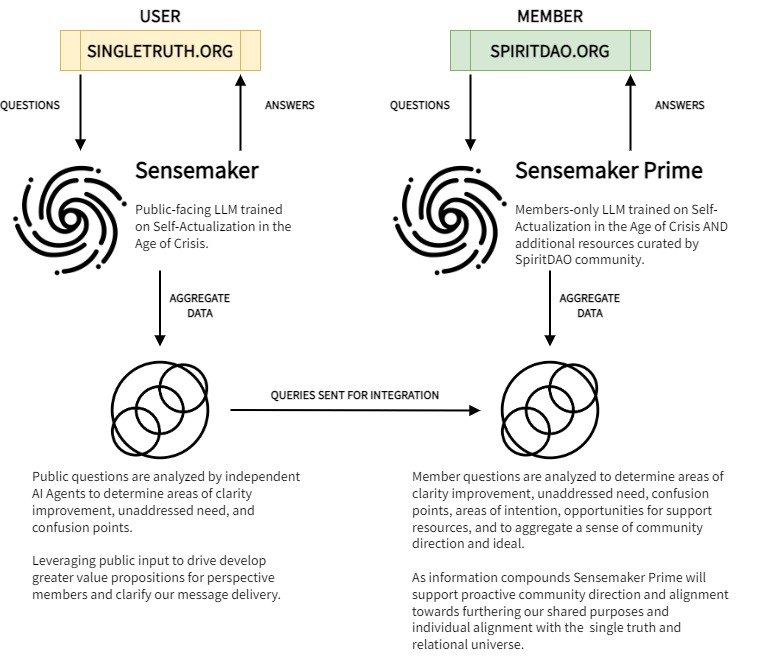 USER
SINGLETRUTH.ORG
QUESTIONS
ANSWERS
Sensemaker
Public-facing LLM trained
on Self-Actualization in the
Age of Crisis.
AGGREGATE
DATA
MEMBER
SPIRITDAO.ORG
QUESTIONS
ANSWERS
Sensemaker Prime
Members-only LLM trained on Self-
Actualization in the Age of Crisis AND
additional resources curated by
SpiritDAO community.
AGGREGATE
DATA
QUERIES SENT FOR INTEGRATION
Public questions are analyzed by independent
AI Agents to determine areas of clarity
improvement, unaddressed need, and
confusion points.
Leveraging public input to drive develop
greater value propositions for perspective
members and clarify our message delivery.
Member questions are analyzed to determine areas of
clarity improvement, unaddressed need, confusion
points, areas of intention, opportunities for support
resources, and to aggregate a sense of community
direction and ideal.
As information compounds Sensemaker Prime will
support proactive community direction and alignment
towards furthering our shared purposes and
individual alignment with the single truth and
relational universe.